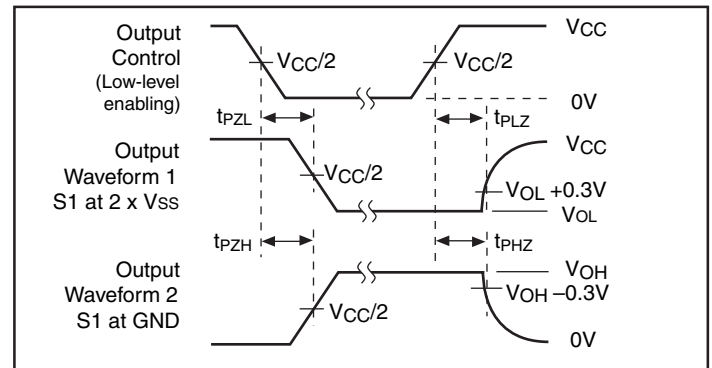 Output
Control
(Low-level
enabling)
VCC/2
VCC/2
VCC
0V
tPZL
tPLZ
Output
Waveform 1
S1 at 2 x VSS
VCC/2
VCC
VOL +0.3V
VOL
tPZH
tPHZ
Output
Waveform 2
S1 at GND
VCC/2
VOH
VOH –0.3V
0V